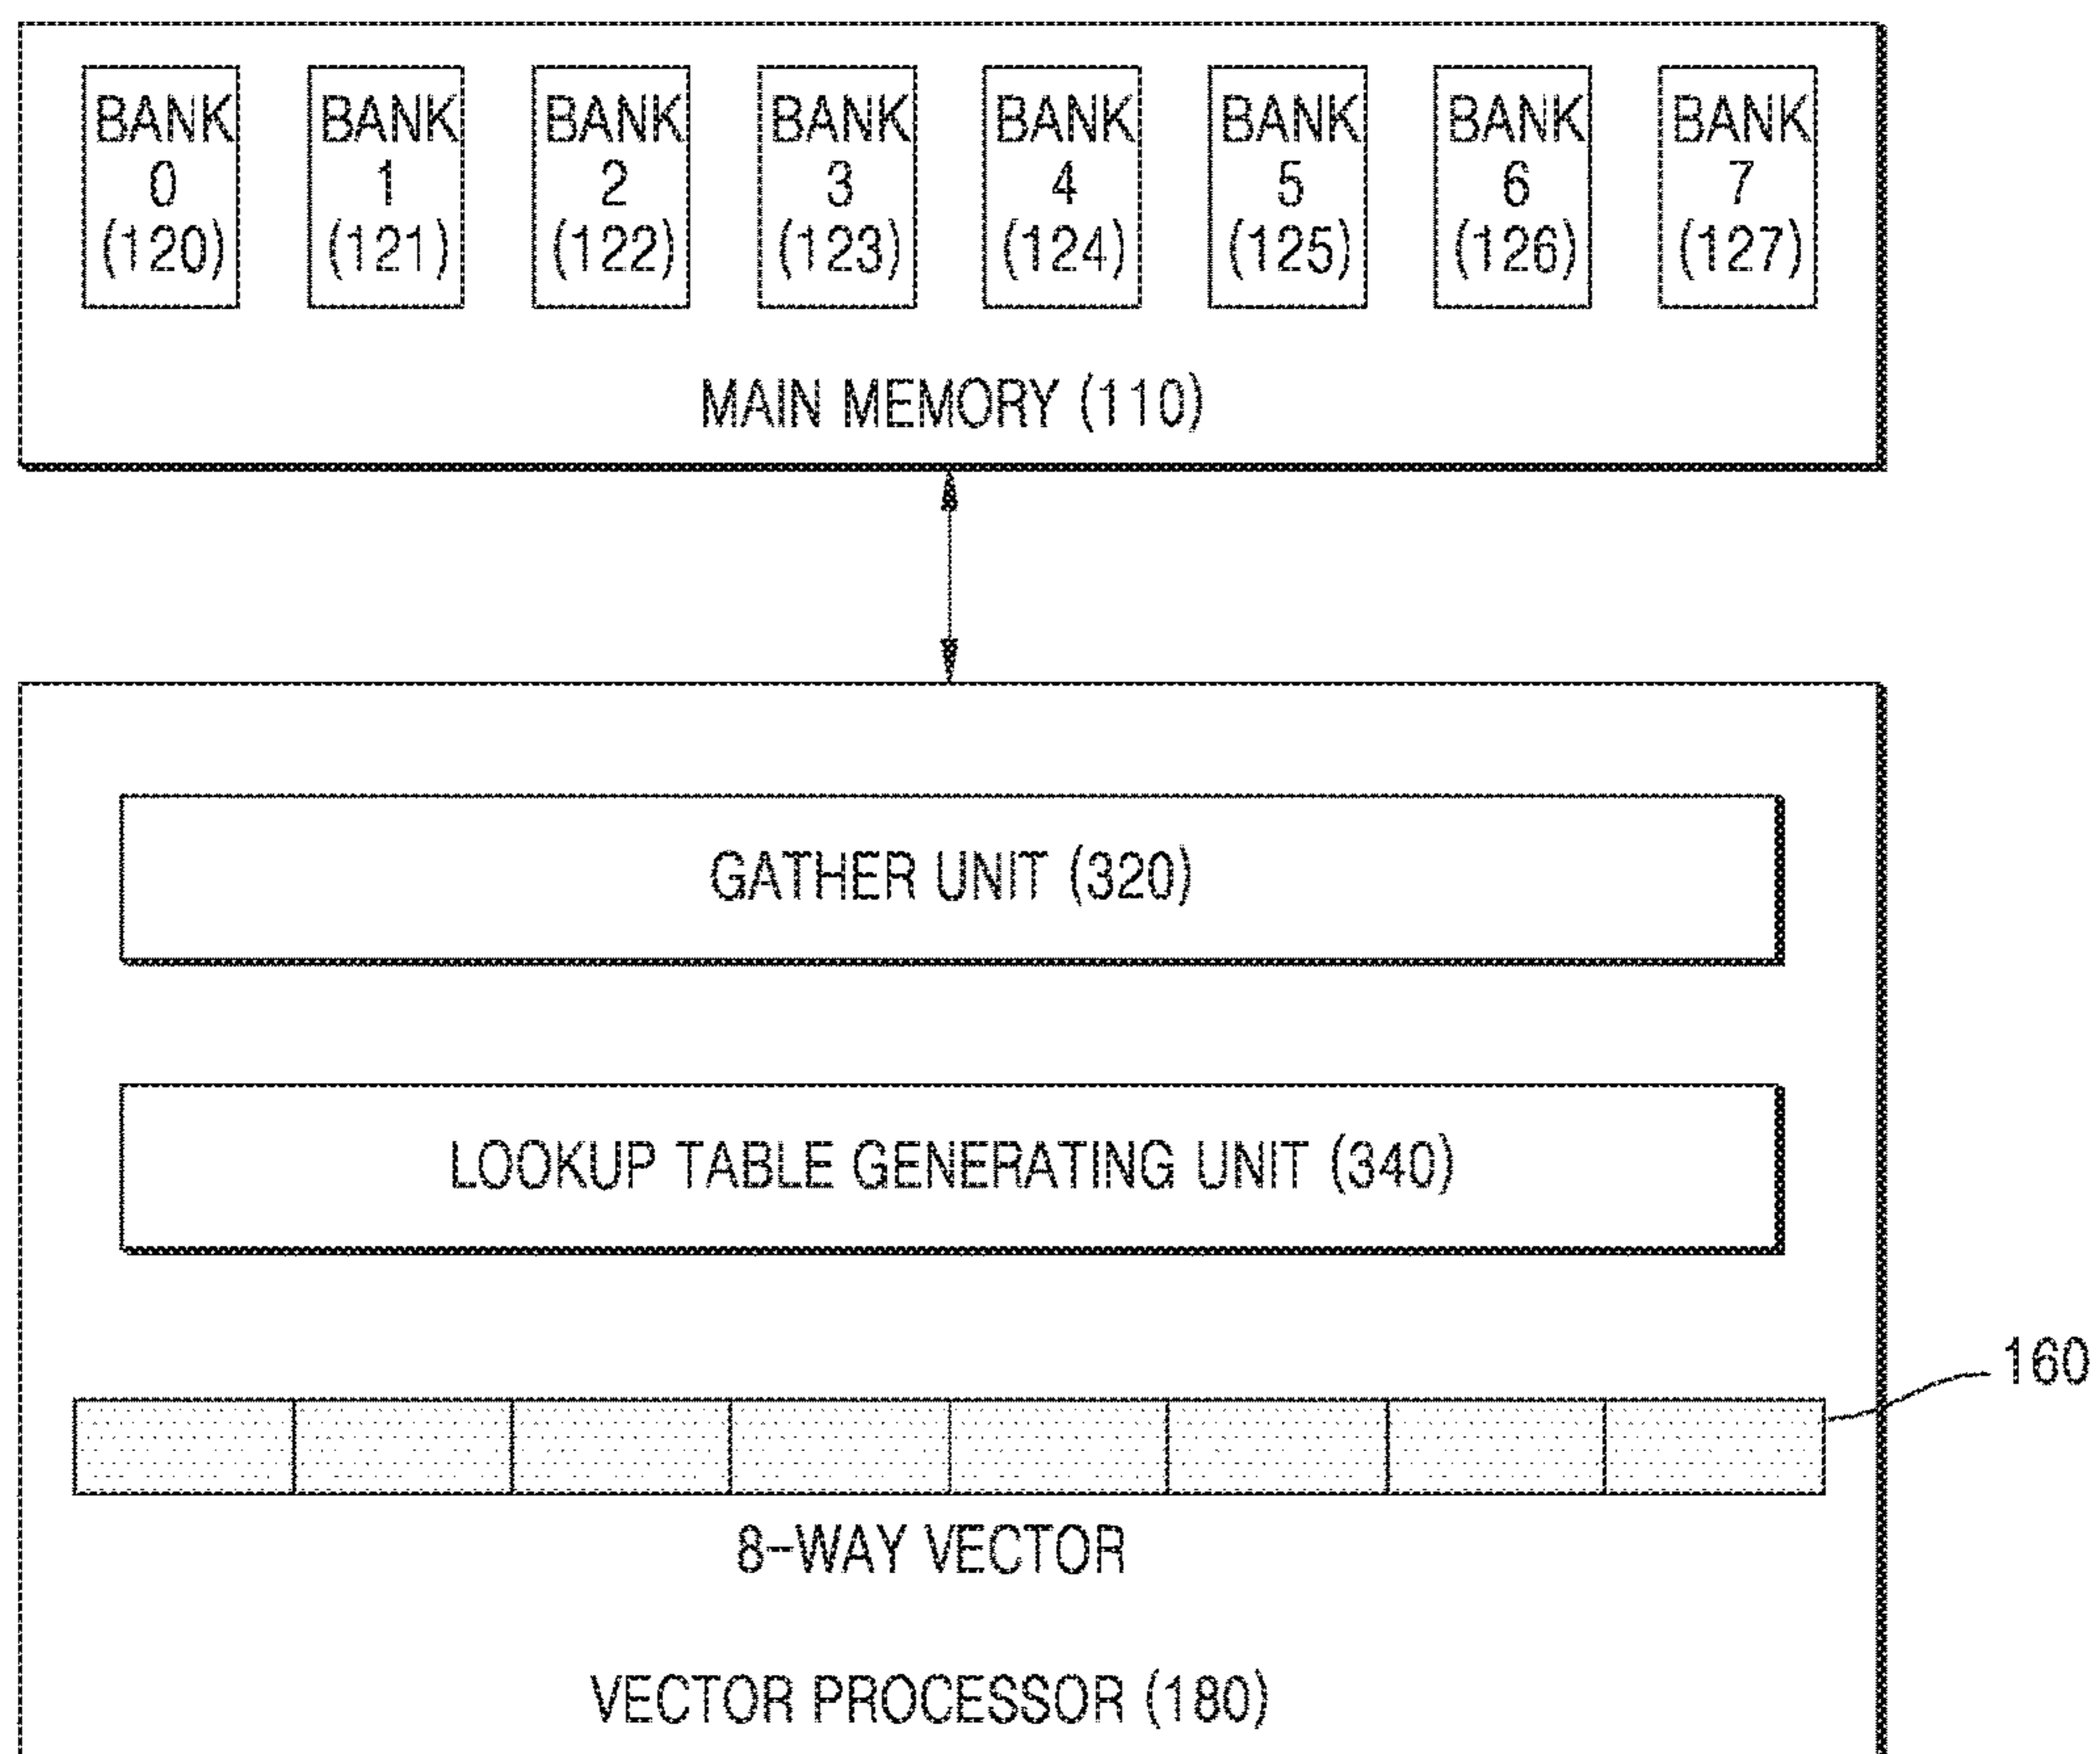 BANK 0 (120)
BANK 1 (121)
BANK 2 (122)
BANK 3 (123)
BANK 4 (124)
BANK 5 (125)
BANK 6 (126)
BANK 7 (127)
MAIN MEMORY (110)
GATHER UNIT (320)
LOOKUP TABLE GENERATING UNIT (340)
160
8-WAY VECTOR
VECTOR PROCESSOR (180)